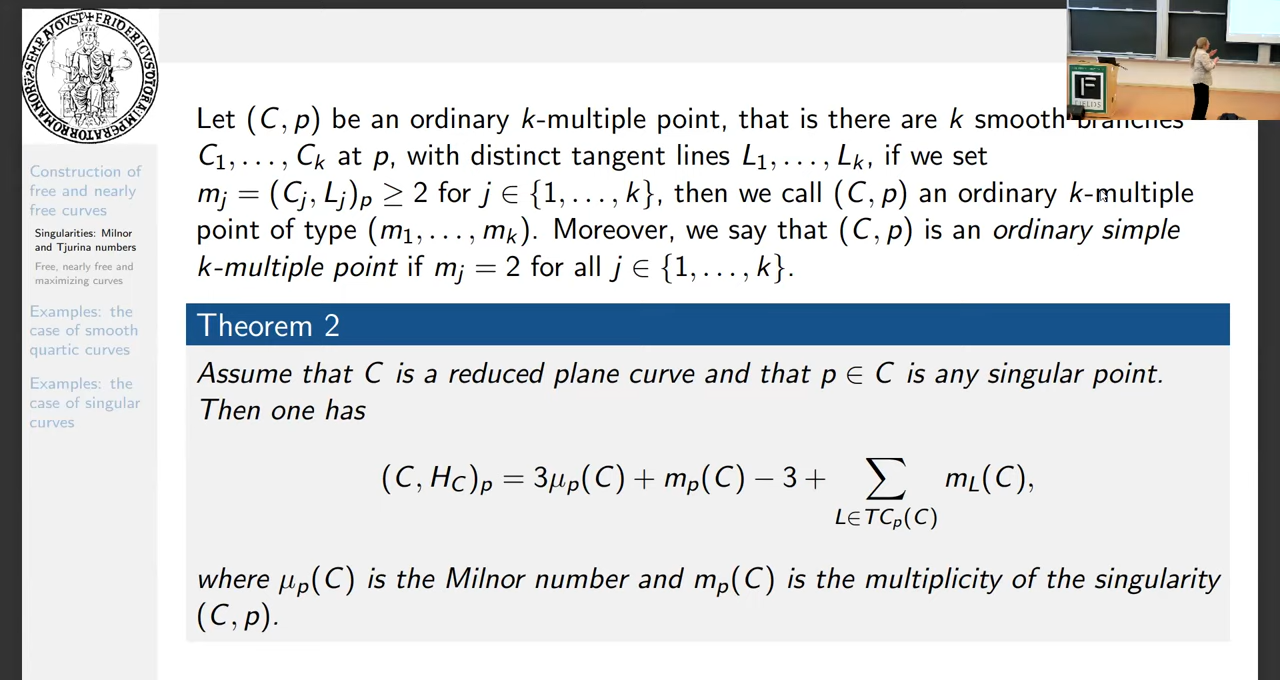 Construction of
free and nearly
free curves
Singularities: Milnor
and Tjurina numbers
Free, nearly free and
maximizing curves
Examples: the
case of smooth
quartic curves
Examples: the
case of singular
curves
Let (C, p) be an ordinary k-multiple point, that is there are k smooth branches
C₁, . . . , Cₖ at p, with distinct tangent lines L₁, . . . , Lₖ, if we set
mⱼ = (Cⱼ, Lⱼ)ₚ ≥ 2 for j ∈ {1, . . . , k}, then we call (C, p) an ordinary k-multiple
point of type (m₁, . . . , mₖ). Moreover, we say that (C, p) is an ordinary simple
k-multiple point if mⱼ = 2 for all j ∈ {1, . . . , k}.
Theorem 2
Assume that C is a reduced plane curve and that p ∈ C is any singular point.
Then one has
(C, H_C)ₚ = 3μₚ(C) + mₚ(C) − 3 + ∑_{L∈TCₚ(C)} m_L(C),
where μₚ(C) is the Milnor number and mₚ(C) is the multiplicity of the singularity
(C, p).
FIELDS